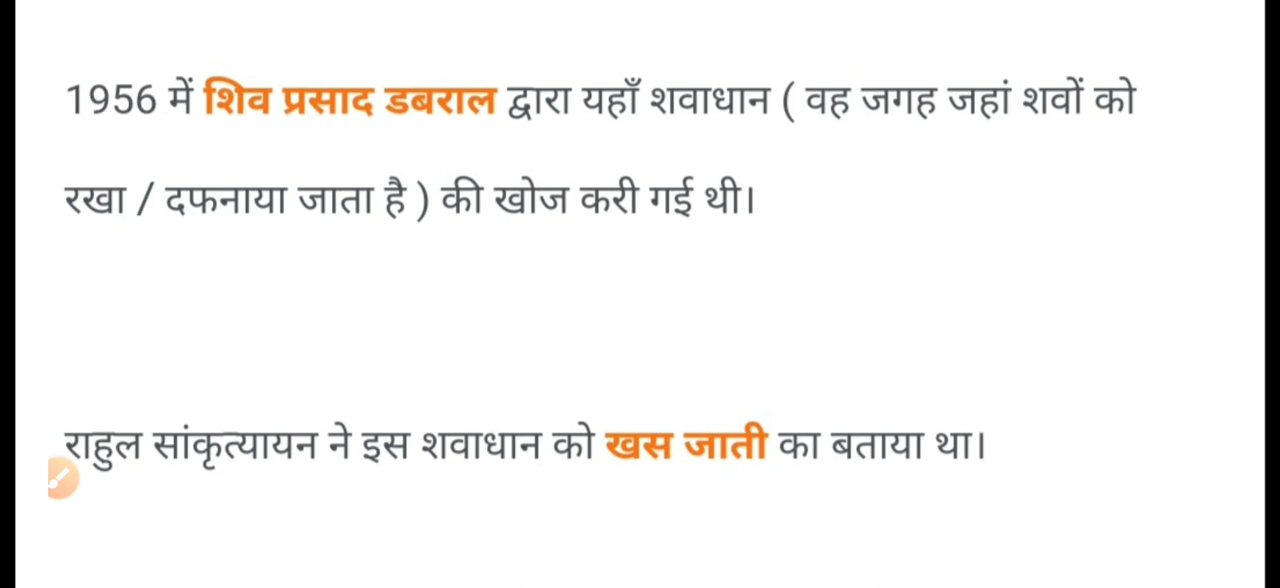 1956 में शिव प्रसाद डबराल द्वारा यहाँ शवाधान ( वह जगह जहां शवों को
रखा / दफनाया जाता है ) की खोज करी गई थी।
राहुल सांकृत्यायन ने इस शवाधान को खस जाती का बताया था।